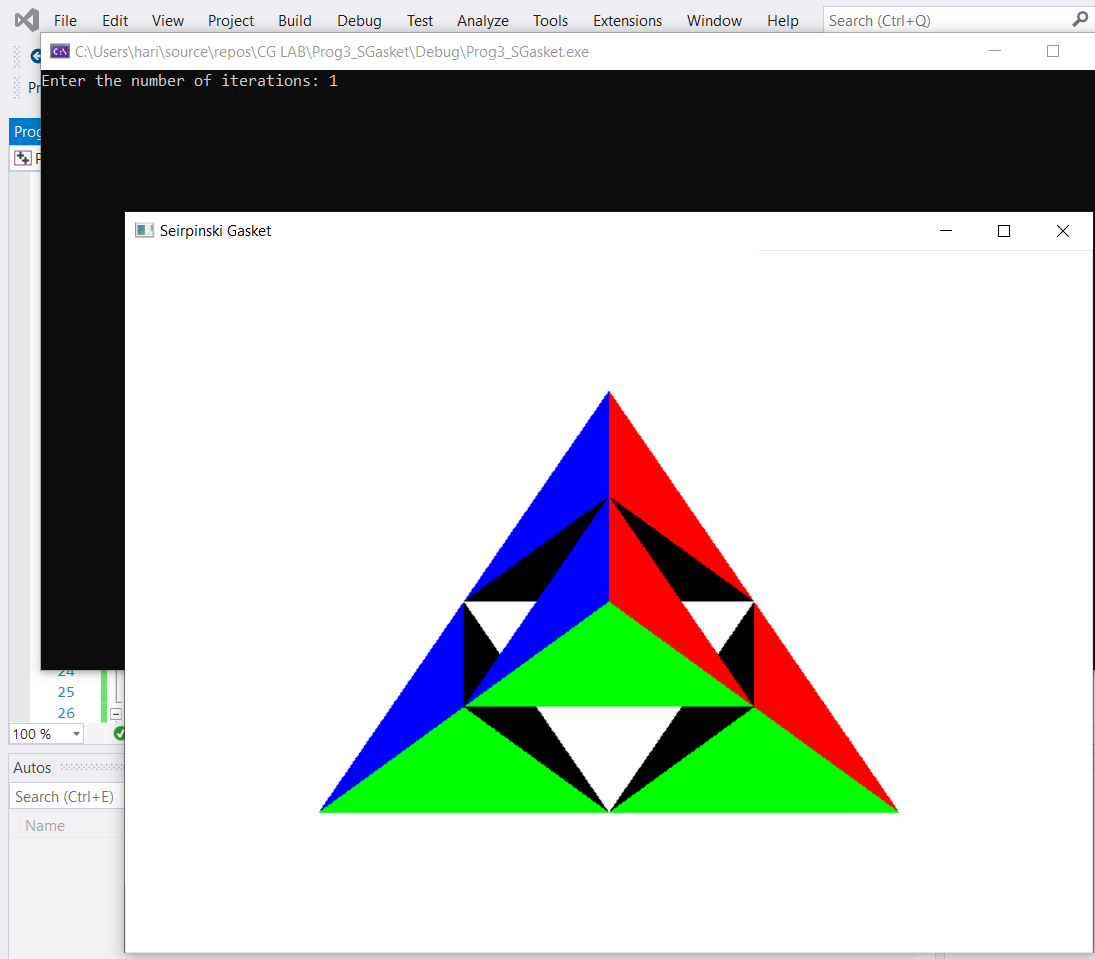 File Edit View Project Build Debug Test Analyze Tools Extensions Window Help Search (Ctrl+Q)
C:\Users\hari\source\repos\CG LAB\Prog3_SGasket\Debug\Prog3_SGasket.exe
Pr
Enter the number of iterations: 1
Prog
P
Seirpinski Gasket
24
25
26
100 %
Autos
Search (Ctrl+E)
Name